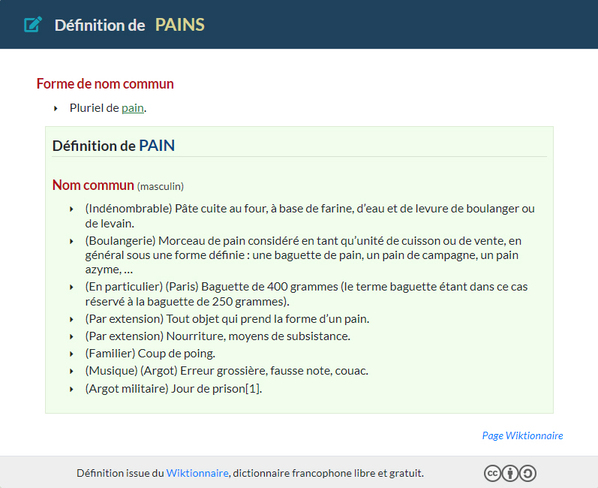 Définition de PAINS
Forme de nom commun
Pluriel de pain.
Définition de PAIN
Nom commun (masculin)
(Indénombrable) Pâte cuite au four, à base de farine, d’eau et de levure de boulanger ou
de levain.
(Boulangerie) Morceau de pain considéré en tant qu’unité de cuisson ou de vente, en
général sous une forme définie : une baguette de pain, un pain de campagne, un pain
azyme, …
(En particulier) (Paris) Baguette de 400 grammes (le terme baguette étant dans ce cas
réservé à la baguette de 250 grammes).
(Par extension) Tout objet qui prend la forme d’un pain.
(Par extension) Nourriture, moyens de subsistance.
(Familier) Coup de poing.
(Musique) (Argot) Erreur grossière, fausse note, couac.
(Argot militaire) Jour de prison[1].
Page Wiktionnaire
Définition issue du Wiktionnaire, dictionnaire francophone libre et gratuit.
cc